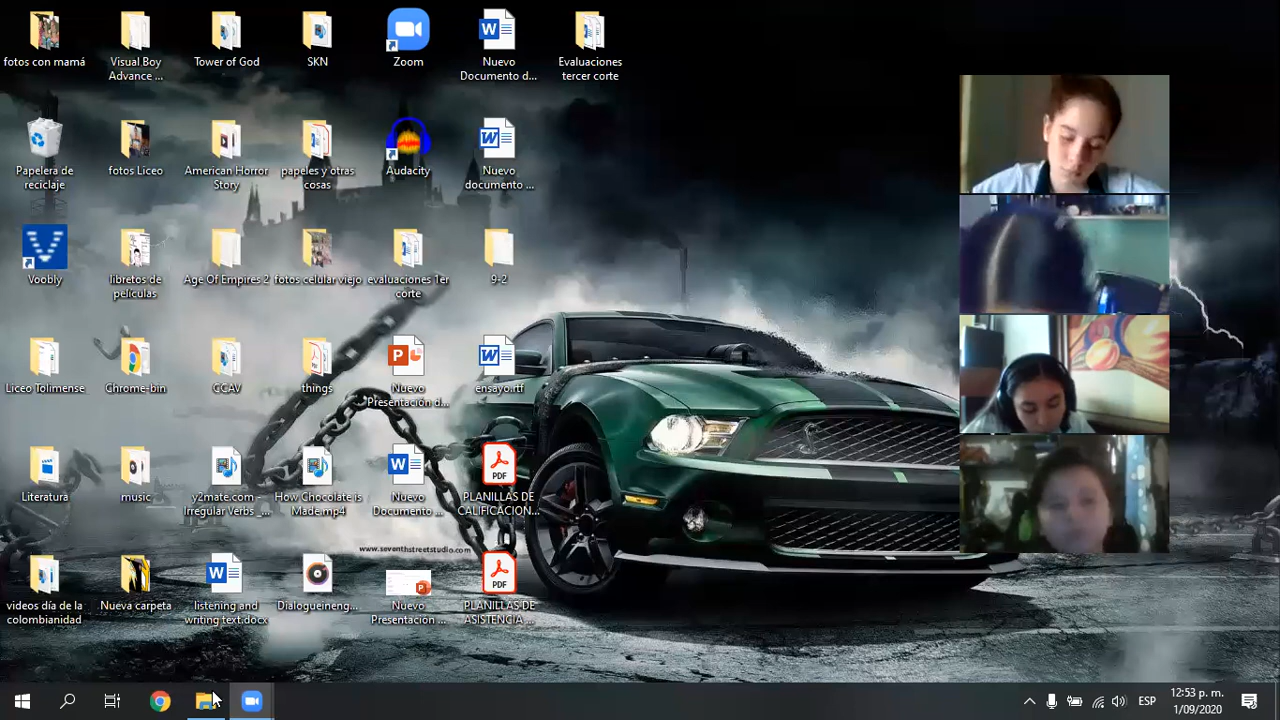 fotos con mamá
Visual Boy
Advance ...
Tower of God
SKN
Zoom
Nuevo
Documento d...
Evaluaciones
tercer corte
Papelera de
reciclaje
fotos Liceo
American Horror
Story
papeles y otras
cosas
Audacity
Nuevo
documento ...
Voobly
libretos de
películas
Age Of Empires 2
fotos celular viejo
evaluaciones 1er
corte
9-2
Liceo Tolimense
Chrome-bin
CCAV
things
Nuevo
Presentación d...
ensayo.rtf
Literatura
music
y2mate.com -
Irregular Verbs _...
How Chocolate is
Made.mp4
Nuevo
Documento ...
PDF
PLANILLAS DE
CALIFICACION...
www.seventhstreetstudio.com
videos día de la
colombianidad
Nueva carpeta
listening and
writing text.docx
Dialogueineng...
Nuevo
Presentación ...
PDF
PLANILLAS DE
ASISTENCIA ...
ESP
12:53 p. m.
1/09/2020